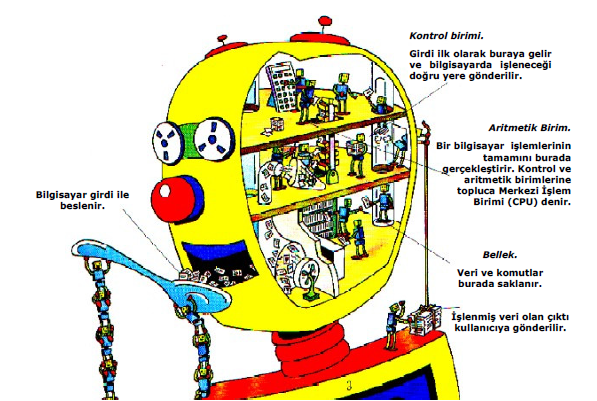 Kontrol birimi.
Girdi ilk olarak buraya gelir
ve bilgisayarda işleneceği
doğru yere gönderilir.
Aritmetik Birim.
Bir bilgisayar işlemlerinin
tamamını burada
gerçekleştirir. Kontrol ve
aritmetik birimlerine
topluca Merkezi İşlem
Birimi (CPU) denir.
Bilgisayar girdi ile
beslenir.
Bellek.
Veri ve komutlar
burada saklanır.
İşlenmiş veri olan çıktı
kullanıcıya gönderilir.
3